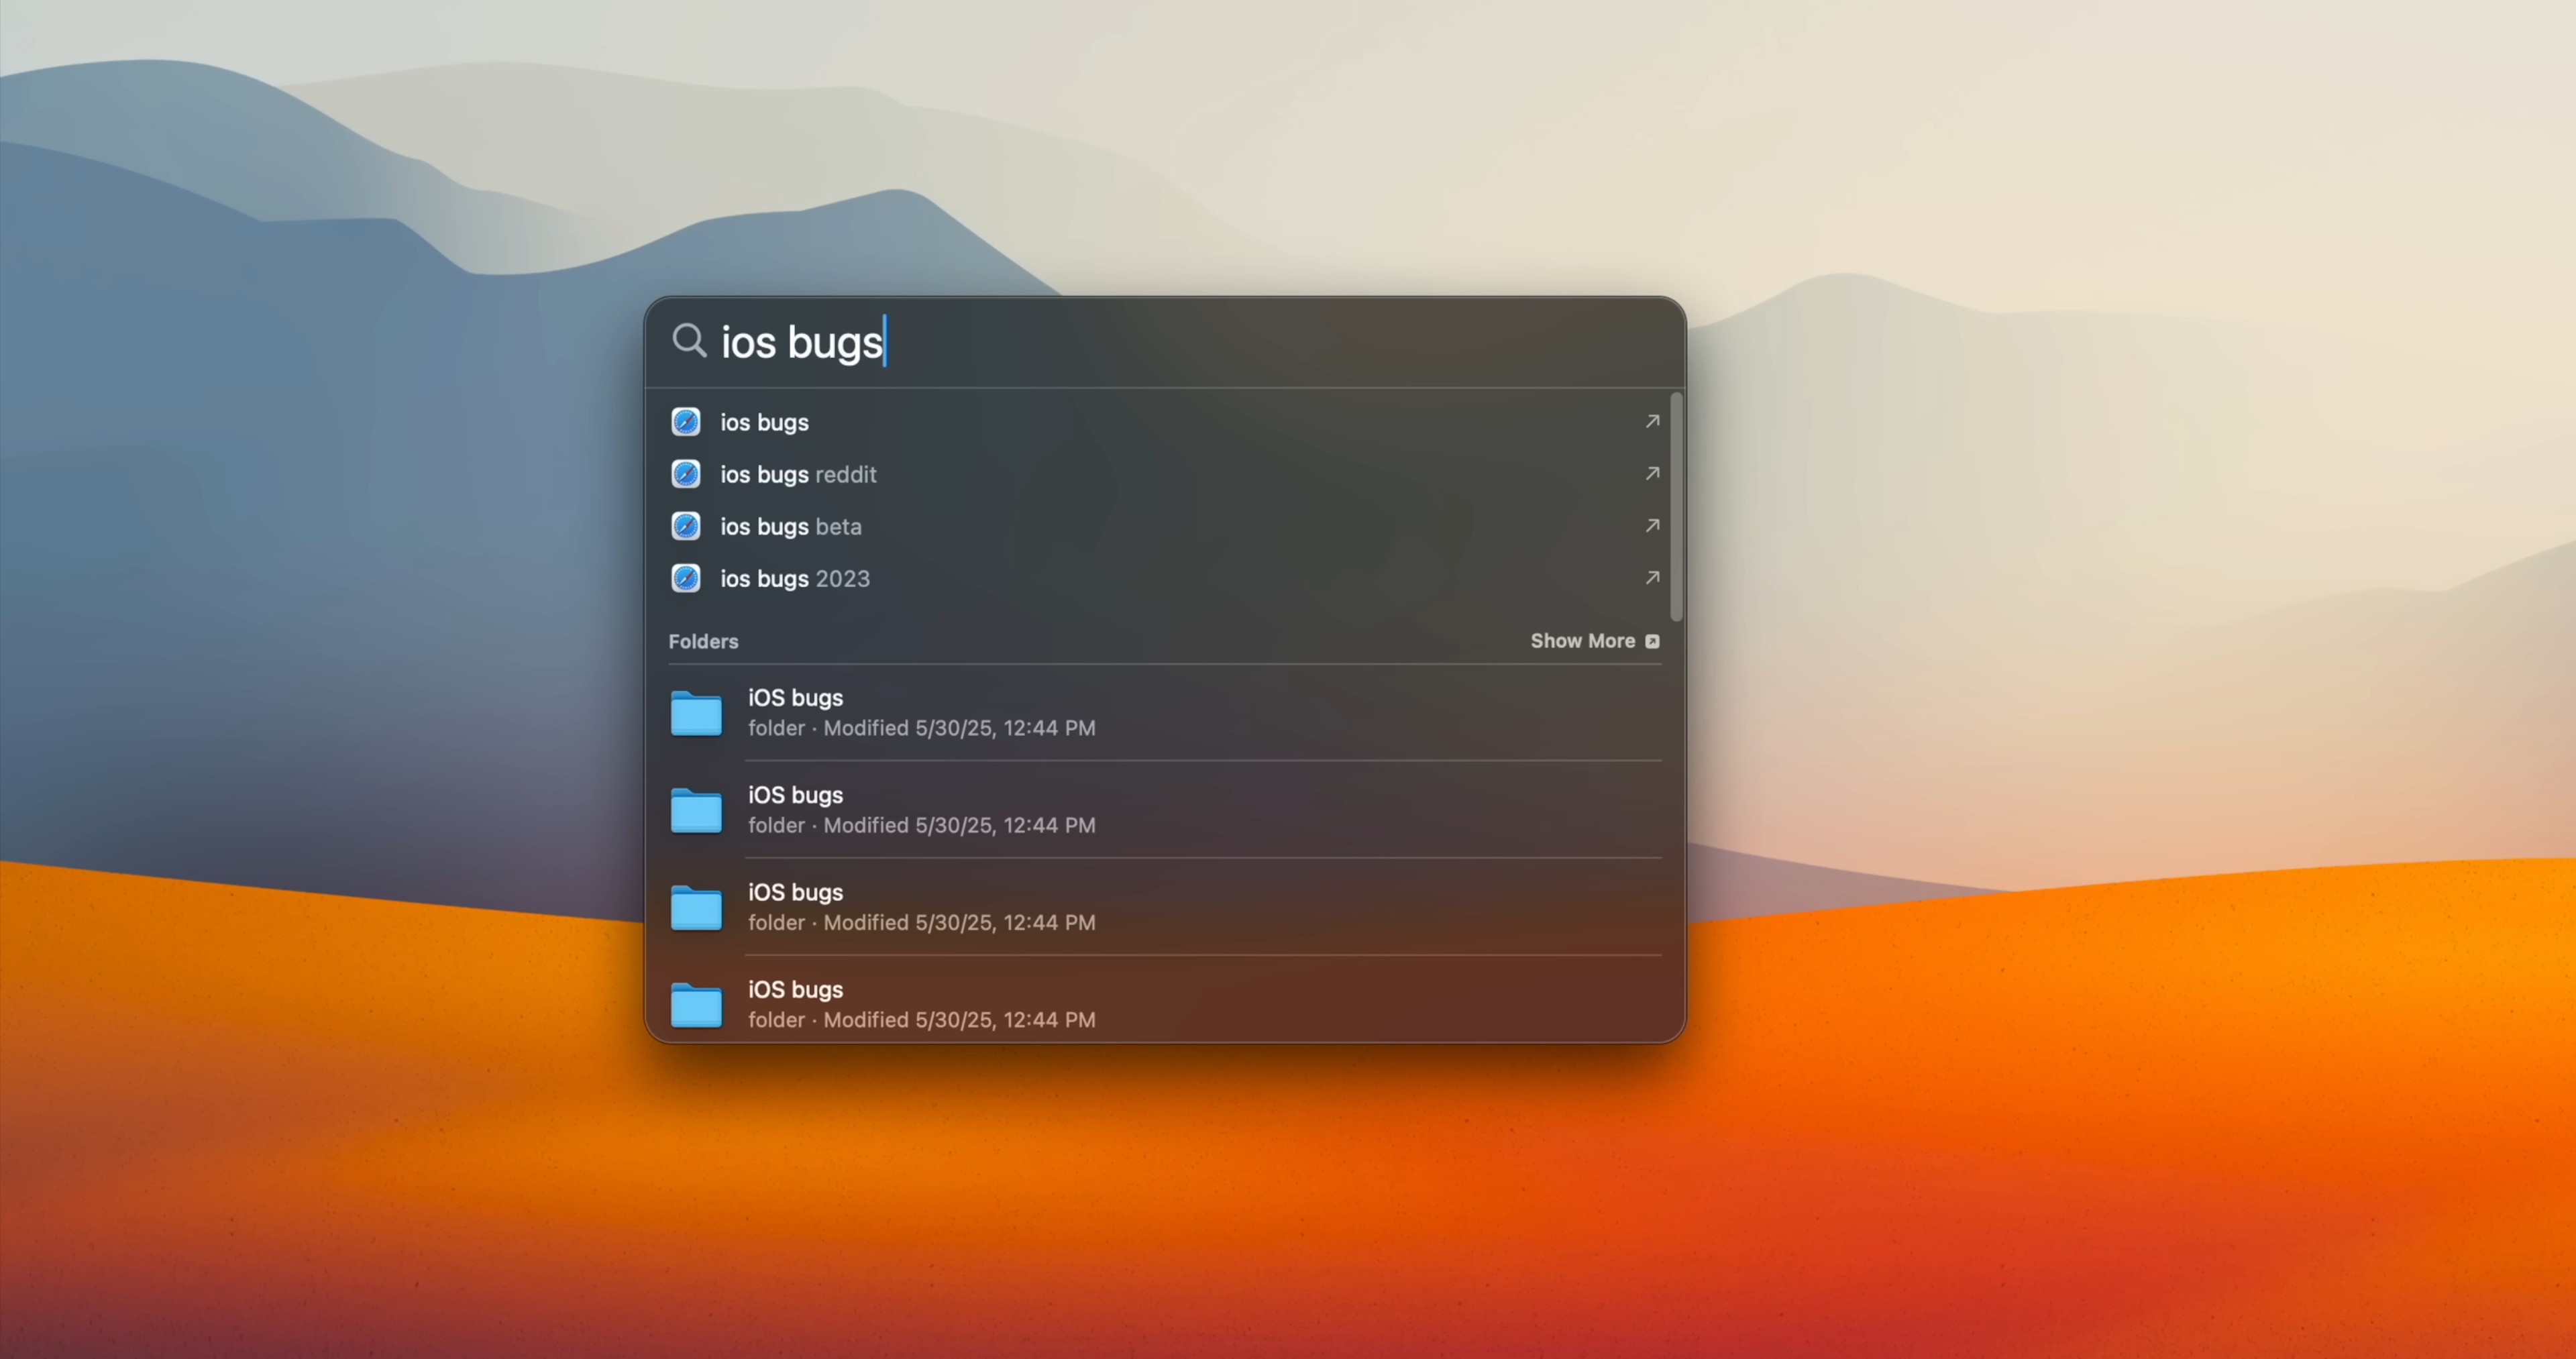 ios bugs
ios bugs
ios bugs reddit
ios bugs beta
ios bugs 2023
Folders
Show More
iOS bugs
folder · Modified 5/30/25, 12:44 PM
iOS bugs
folder · Modified 5/30/25, 12:44 PM
iOS bugs
folder · Modified 5/30/25, 12:44 PM
iOS bugs
folder · Modified 5/30/25, 12:44 PM